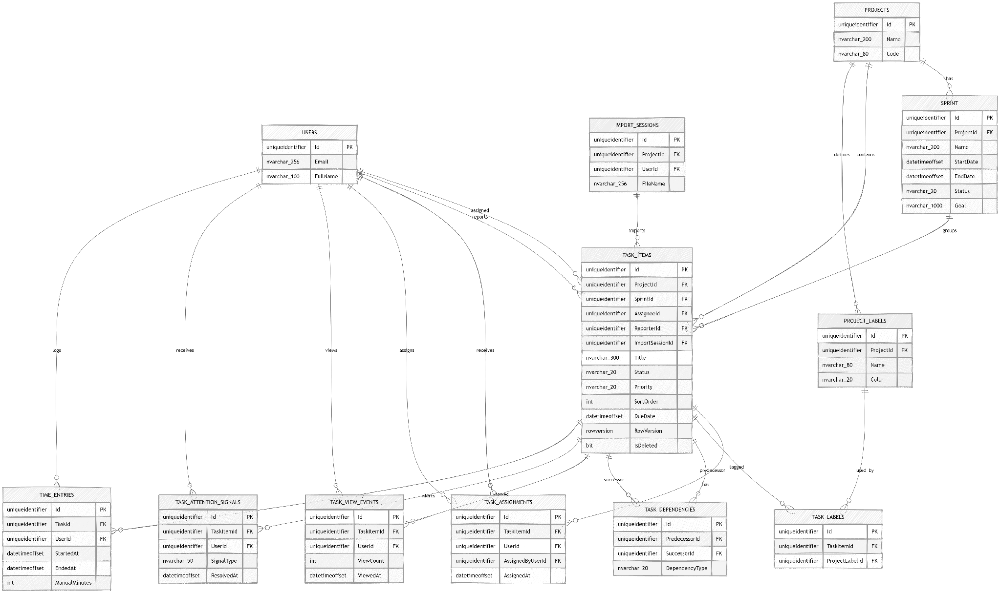 PROJECTS
uniqueidentifier Id PK
nvarchar_200 Name
nvarchar_80 Code
has
SPRINT
uniqueidentifier Id PK
uniqueidentifier ProjectId FK
nvarchar_200 Name
datetimeoffset StartDate
datetimeoffset EndDate
nvarchar_20 Status
nvarchar_1000 Goal
USERS
uniqueidentifier Id PK
nvarchar_256 Email
nvarchar_100 FullName
IMPORT_SESSIONS
uniqueidentifier Id PK
uniqueidentifier ProjectId FK
uniqueidentifier UserId FK
nvarchar_256 FileName
defines
contains
assigned
reports
imports
groups
TASK_ITEMS
uniqueidentifier Id PK
uniqueidentifier ProjectId FK
uniqueidentifier SprintId FK
uniqueidentifier AssigneeId FK
uniqueidentifier ReporterId FK
uniqueidentifier ImportSessionId FK
nvarchar_300 Title
nvarchar_20 Status
nvarchar_20 Priority
int SortOrder
datetimeoffset DueDate
rowversion RowVersion
bit IsDeleted
PROJECT_LABELS
uniqueidentifier Id PK
uniqueidentifier ProjectId FK
nvarchar_80 Name
nvarchar_20 Color
logs
receives
views
assigns
receives
successor
predecessor
tagged
used_by
has
alerts
viewed
TIME_ENTRIES
uniqueidentifier Id PK
uniqueidentifier TaskId FK
uniqueidentifier UserId FK
datetimeoffset StartedAt
datetimeoffset EndedAt
int ManualMinutes
TASK_ATTENTION_SIGNALS
uniqueidentifier Id PK
uniqueidentifier TaskItemId FK
uniqueidentifier UserId FK
nvarchar_50 SignalType
datetimeoffset ResolvedAt
TASK_VIEW_EVENTS
uniqueidentifier Id PK
uniqueidentifier TaskItemId FK
uniqueidentifier UserId FK
int ViewCount
datetimeoffset ViewedAt
TASK_ASSIGNMENTS
uniqueidentifier Id PK
uniqueidentifier TaskItemId FK
uniqueidentifier UserId FK
uniqueidentifier AssignedByUserId FK
datetimeoffset AssignedAt
TASK_DEPENDENCIES
uniqueidentifier Id PK
uniqueidentifier PredecessorId FK
uniqueidentifier SuccessorId FK
nvarchar_20 DependencyType
TASK_LABELS
uniqueidentifier Id PK
uniqueidentifier TaskItemId FK
uniqueidentifier ProjectLabelId FK